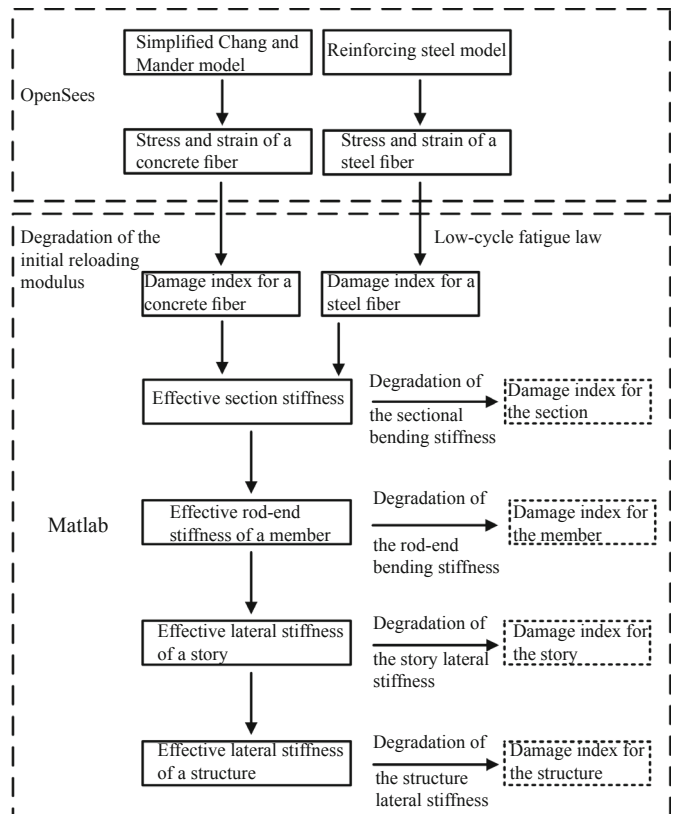 Simplified Chang and
Mander model
Reinforcing steel model
OpenSees
Stress and strain of a
concrete fiber
Stress and strain of a
steel fiber
Degradation of the
initial reloading
modulus
Low-cycle fatigue law
Damage index for a
concrete fiber
Damage index for a
steel fiber
Effective section stiffness
Degradation of
the sectional
bending stiffness
Damage index for
the section
Matlab
Effective rod-end
stiffness of a member
Degradation of
the rod-end
bending stiffness
Damage index for
the member
Effective lateral stiffness
of a story
Degradation of
the story lateral
stiffness
Damage index for
the story
Effective lateral stiffness
of a structure
Degradation of
the structure
lateral stiffness
Damage index for
the structure